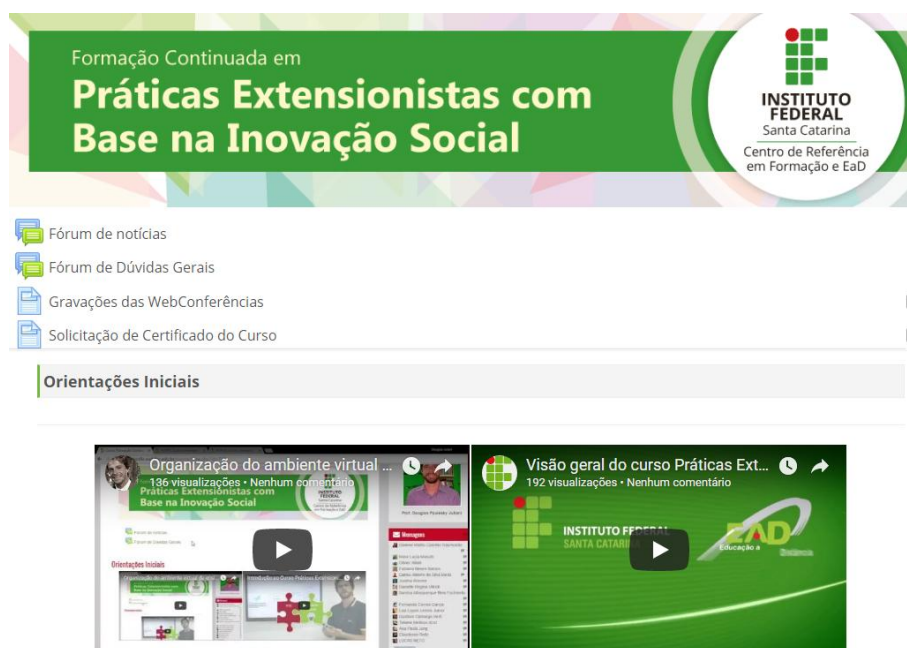 Formação Continuada em
Práticas Extensionistas com
Base na Inovação Social
INSTITUTO
FEDERAL
Santa Catarina
Centro de Referência
em Formação e EaD
Fórum de notícias
Fórum de Dúvidas Gerais
Gravações das WebConferências
Solicitação de Certificado do Curso
Orientações Iniciais
Organização do ambiente virtual ...
136 visualizações • Nenhum comentário
Práticas Extensionistas com
Base na Inovação Social
Orientações Iniciais
Mensagens
Visão geral do curso Práticas Ext...
192 visualizações • Nenhum comentário
INSTITUTO FEDERAL
SANTA CATARINA
EAD
Educação a